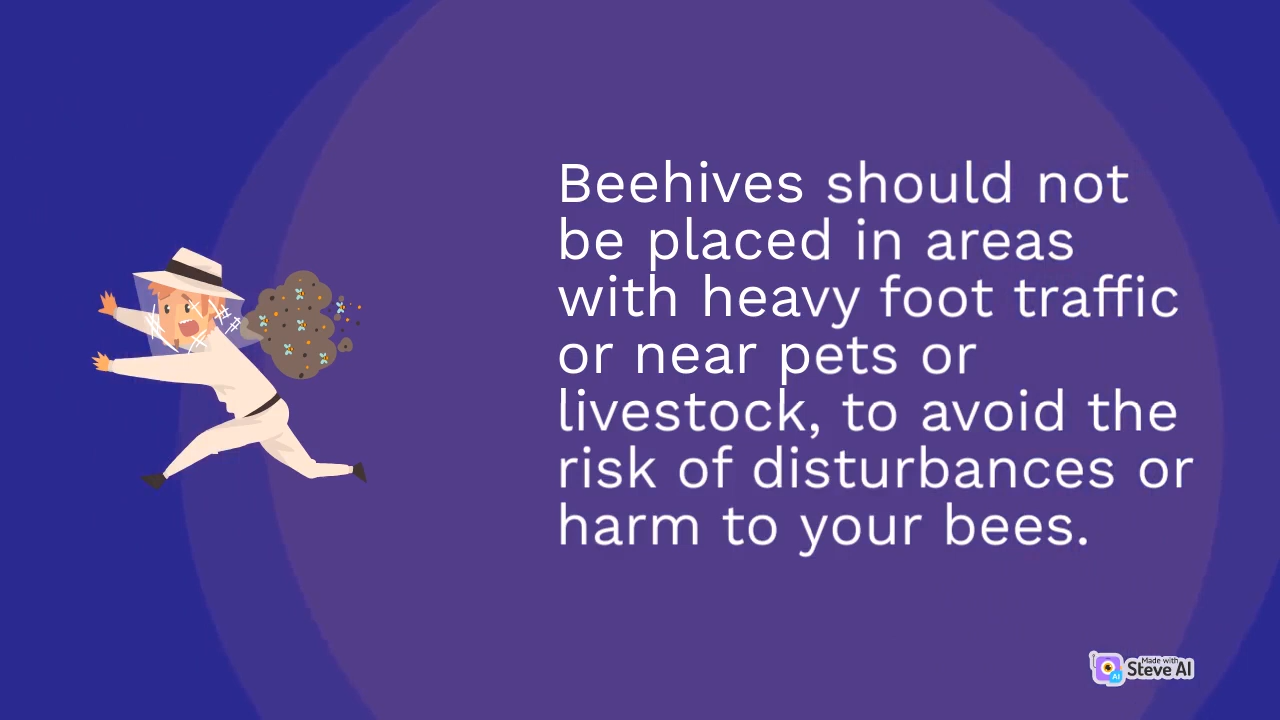 Beehives should not
be placed in areas
with heavy foot traffic
or near pets or
livestock, to avoid the
risk of disturbances or
harm to your bees.
Made with
Steve AI
AI